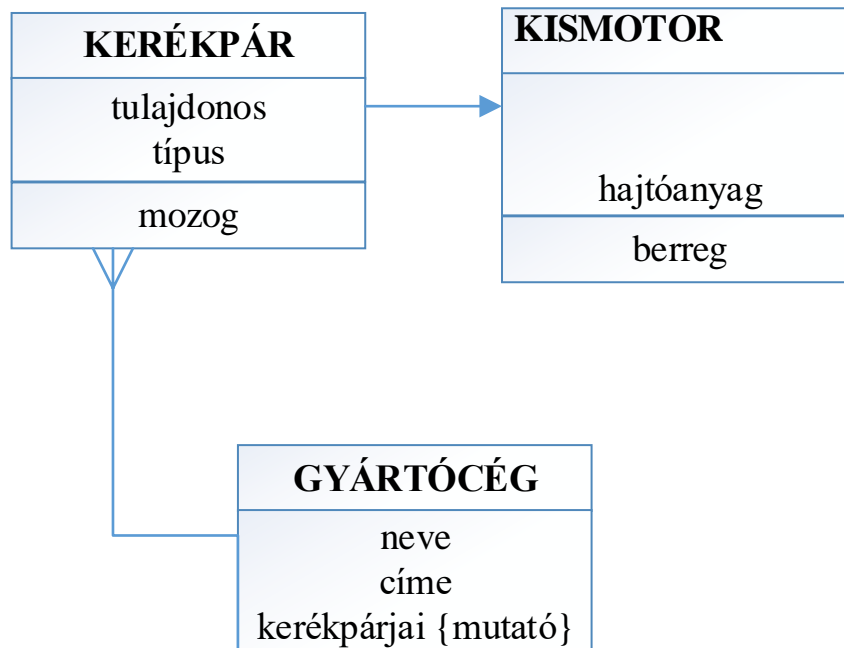 KERÉKPÁR
tulajdonos
típus
mozog
KISMOTOR
hajtóanyag
berreg
GYÁRTÓCÉG
neve
címe
kerékpárjai {mutató}